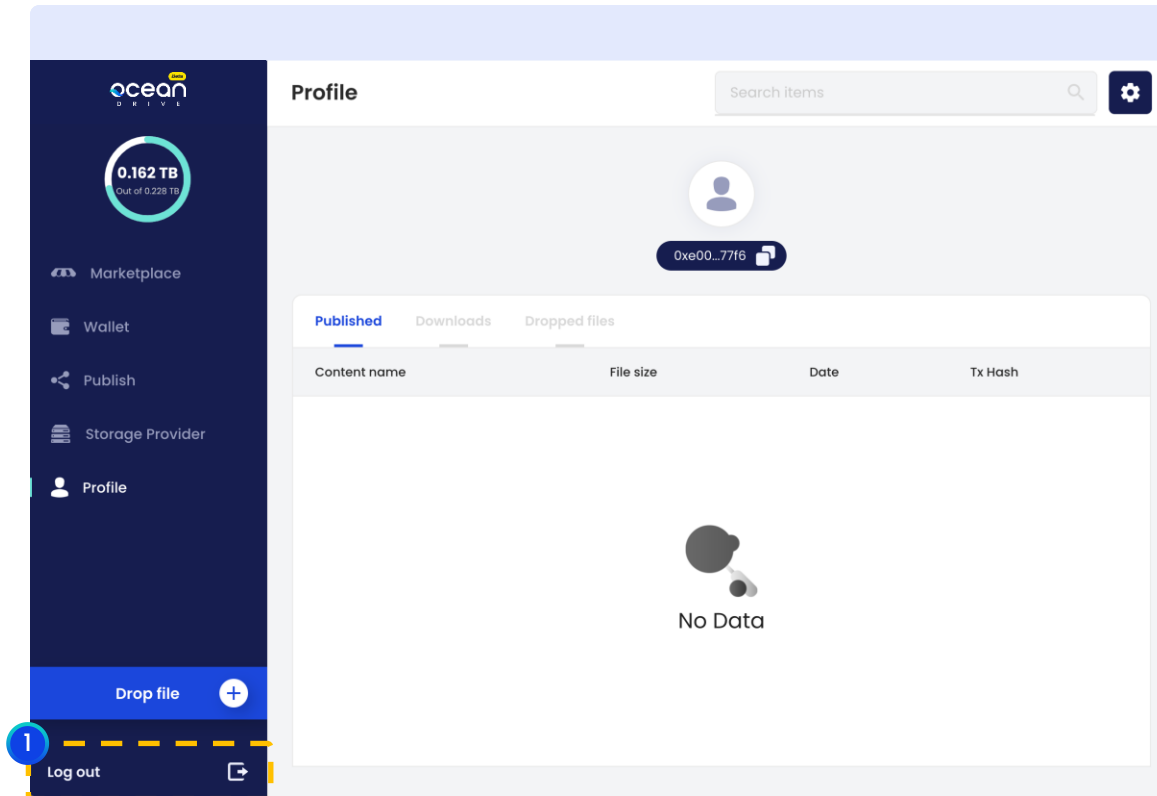 Beta
ocean
DRIVE
Profile
Search items
0.162 TB
Out of 0.228 TB
0xe00...77f6
Marketplace
Wallet
Publish
Storage Provider
Profile
Published Downloads Dropped files
Content name File size Date Tx Hash
No Data
Drop file
1
Log out